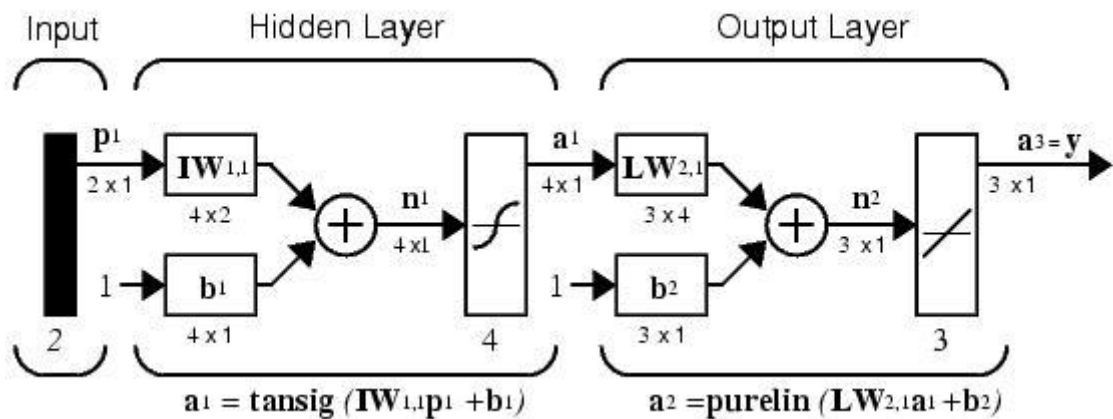 Input Hidden Layer Output Layer
p1 IW1,1 a1 LW2,1 a3 = y
2 x 1 4 x 2 n1 4 x 1 3 x 4 n2 3 x 1
4 x 1 3 x 1
1 b1 1 b2
2 4 x 1 4 3 x 1 3
a1 = tansig (IW1,1p1 +b1) a2 =purelin (LW2,1a1 +b2)